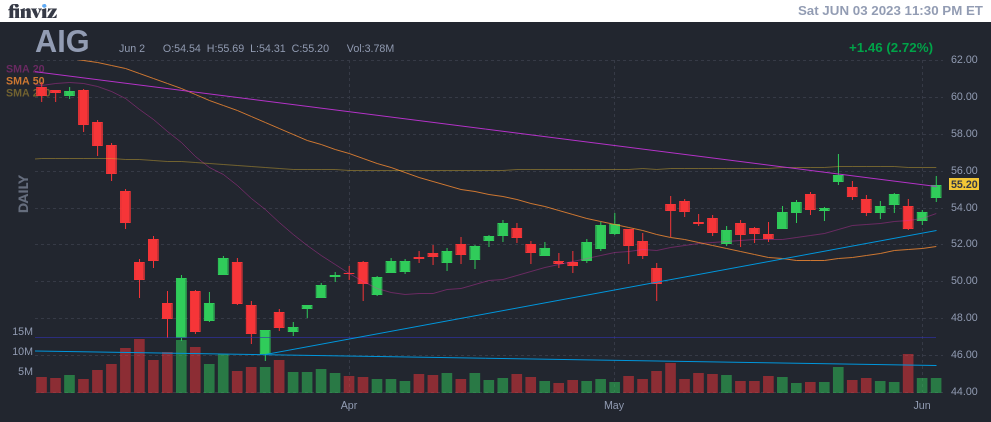 finviz
Sat JUN 03 2023 11:30 PM ET
AIG
Jun 2 O:54.54 H:55.69 L:54.31 C:55.20 Vol:3.78M
+1.46 (2.72%)
SMA 20
SMA 50
SMA
DAILY
62.00
60.00
58.00
56.00
55.20
54.00
52.00
50.00
48.00
46.00
44.00
15M
10M
5M
Apr
May
Jun